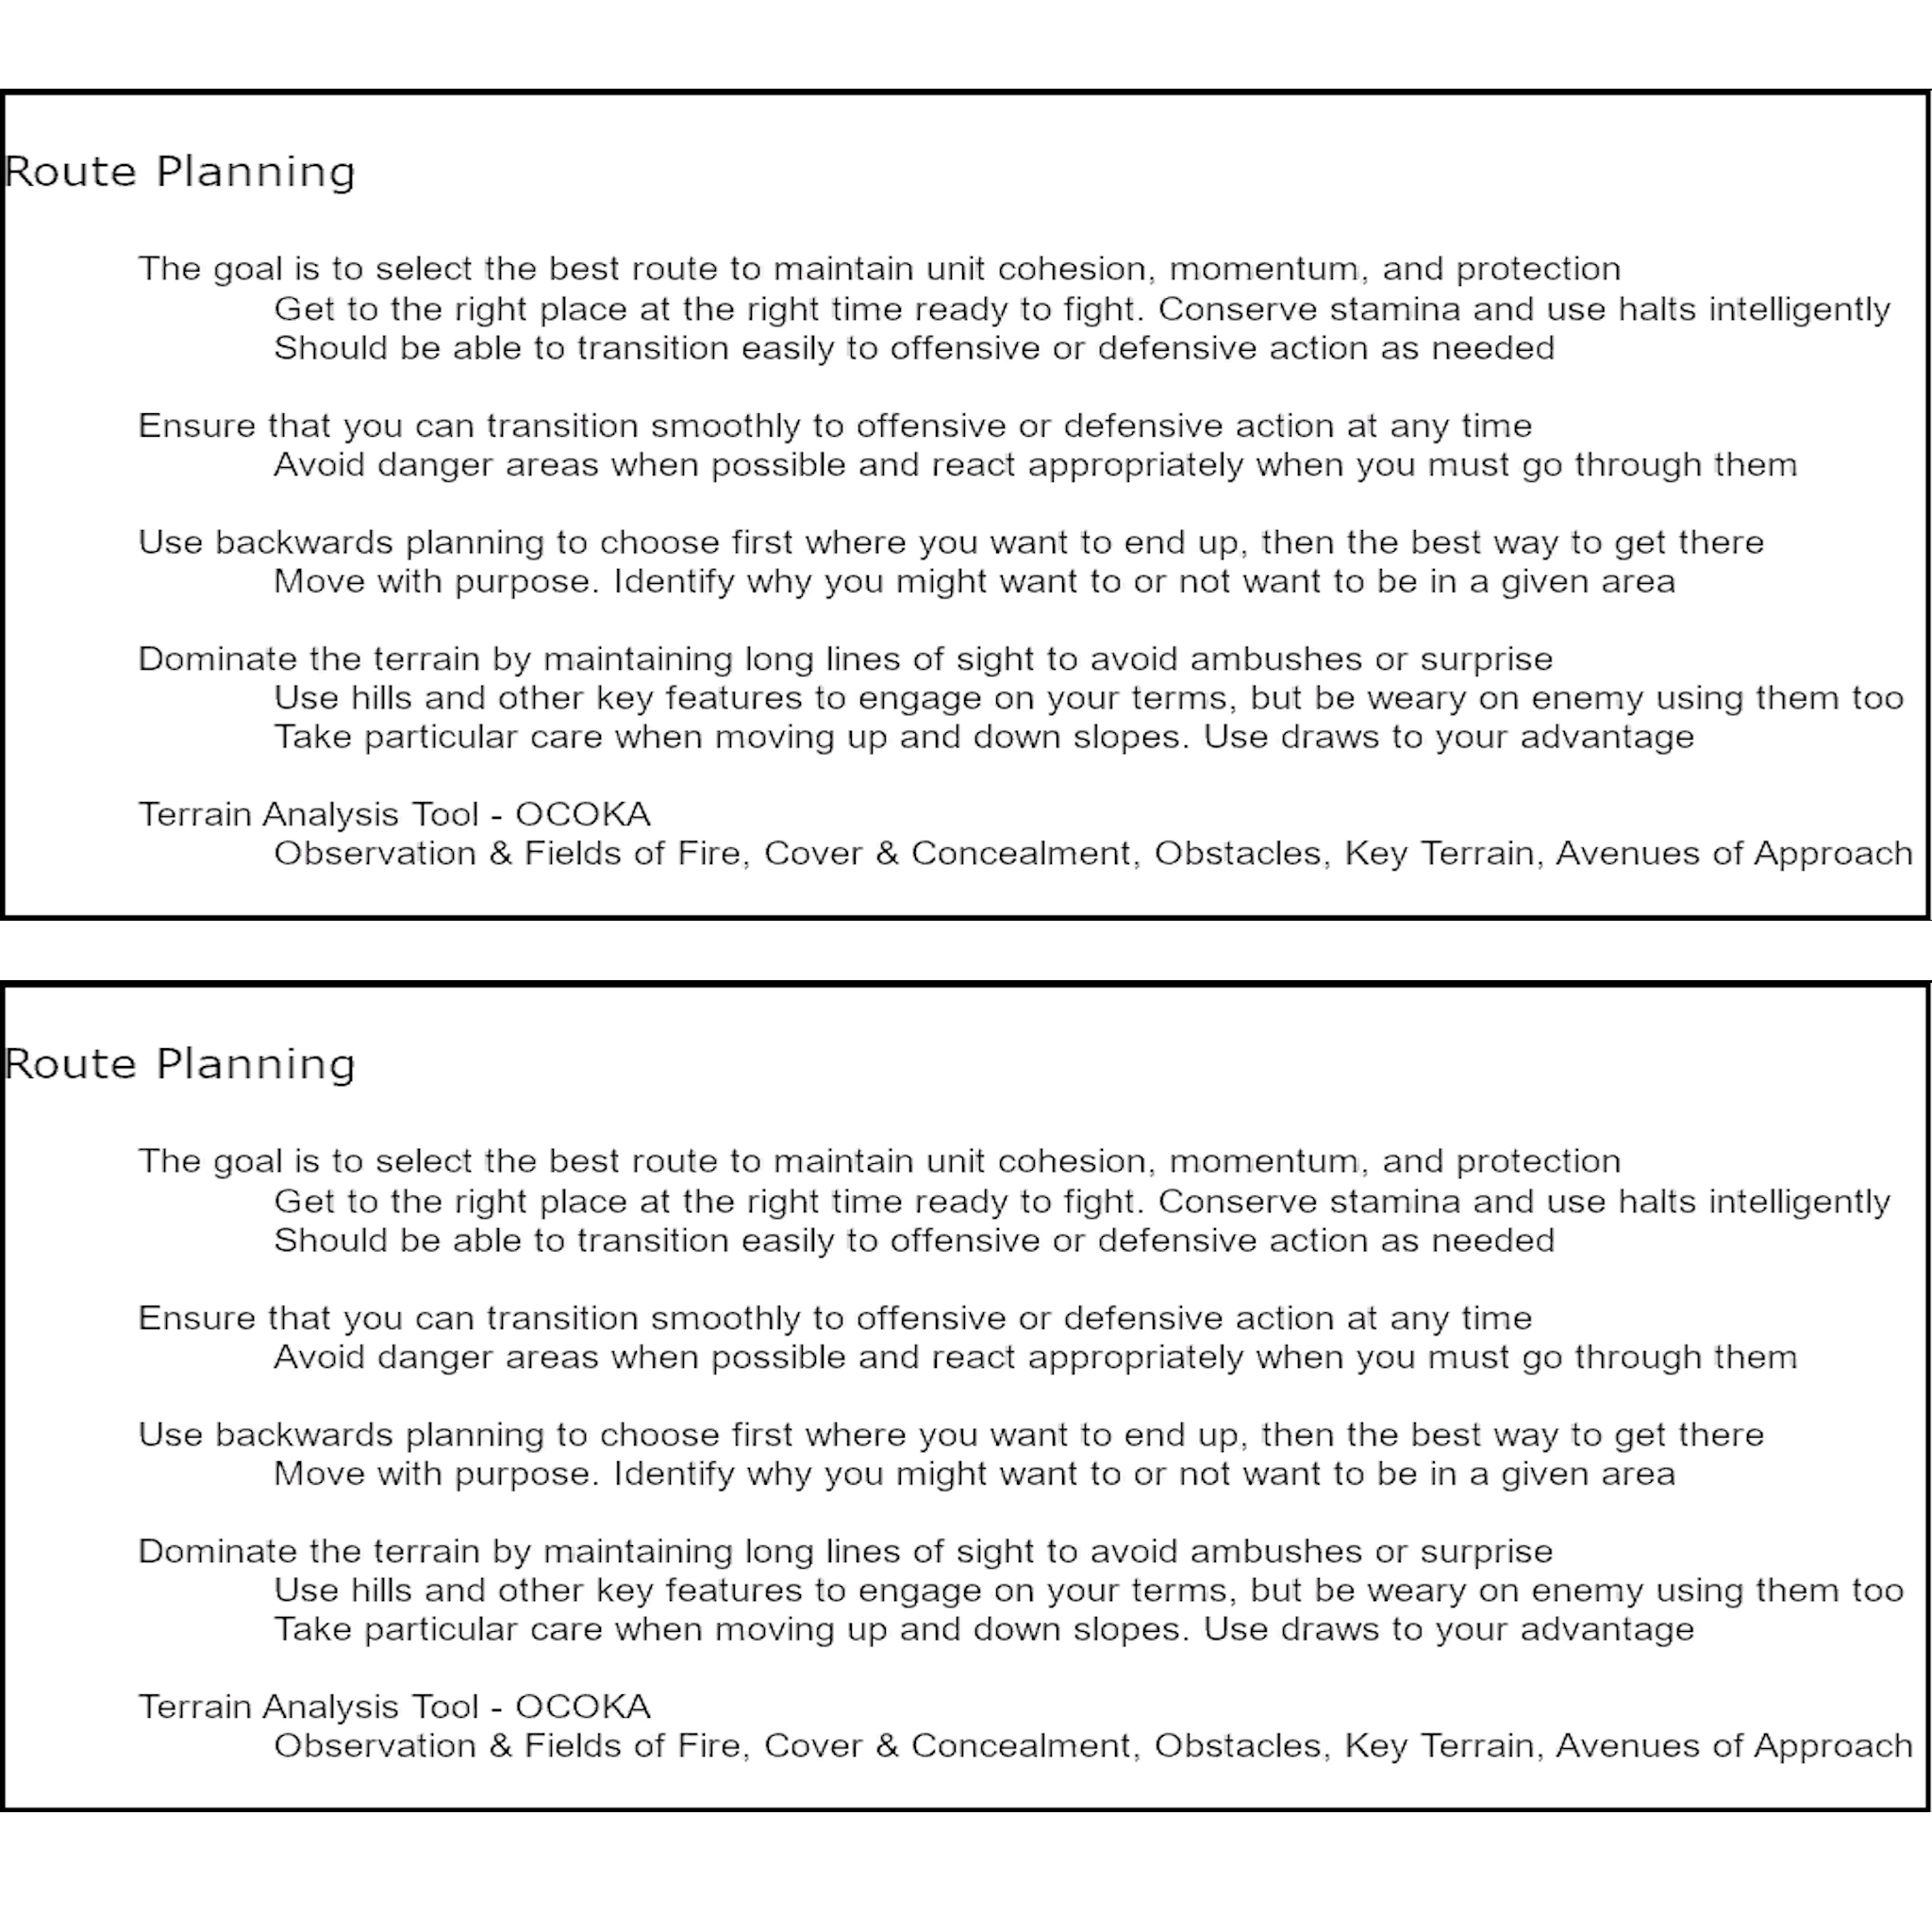 Route Planning
The goal is to select the best route to maintain unit cohesion, momentum, and protection
Get to the right place at the right time ready to fight. Conserve stamina and use halts intelligently
Should be able to transition easily to offensive or defensive action as needed
Ensure that you can transition smoothly to offensive or defensive action at any time
Avoid danger areas when possible and react appropriately when you must go through them
Use backwards planning to choose first where you want to end up, then the best way to get there
Move with purpose. Identify why you might want to or not want to be in a given area
Dominate the terrain by maintaining long lines of sight to avoid ambushes or surprise
Use hills and other key features to engage on your terms, but be weary on enemy using them too
Take particular care when moving up and down slopes. Use draws to your advantage
Terrain Analysis Tool - OCOKA
Observation & Fields of Fire, Cover & Concealment, Obstacles, Key Terrain, Avenues of Approach
Route Planning
The goal is to select the best route to maintain unit cohesion, momentum, and protection
Get to the right place at the right time ready to fight. Conserve stamina and use halts intelligently
Should be able to transition easily to offensive or defensive action as needed
Ensure that you can transition smoothly to offensive or defensive action at any time
Avoid danger areas when possible and react appropriately when you must go through them
Use backwards planning to choose first where you want to end up, then the best way to get there
Move with purpose. Identify why you might want to or not want to be in a given area
Dominate the terrain by maintaining long lines of sight to avoid ambushes or surprise
Use hills and other key features to engage on your terms, but be weary on enemy using them too
Take particular care when moving up and down slopes. Use draws to your advantage
Terrain Analysis Tool - OCOKA
Observation & Fields of Fire, Cover & Concealment, Obstacles, Key Terrain, Avenues of Approach